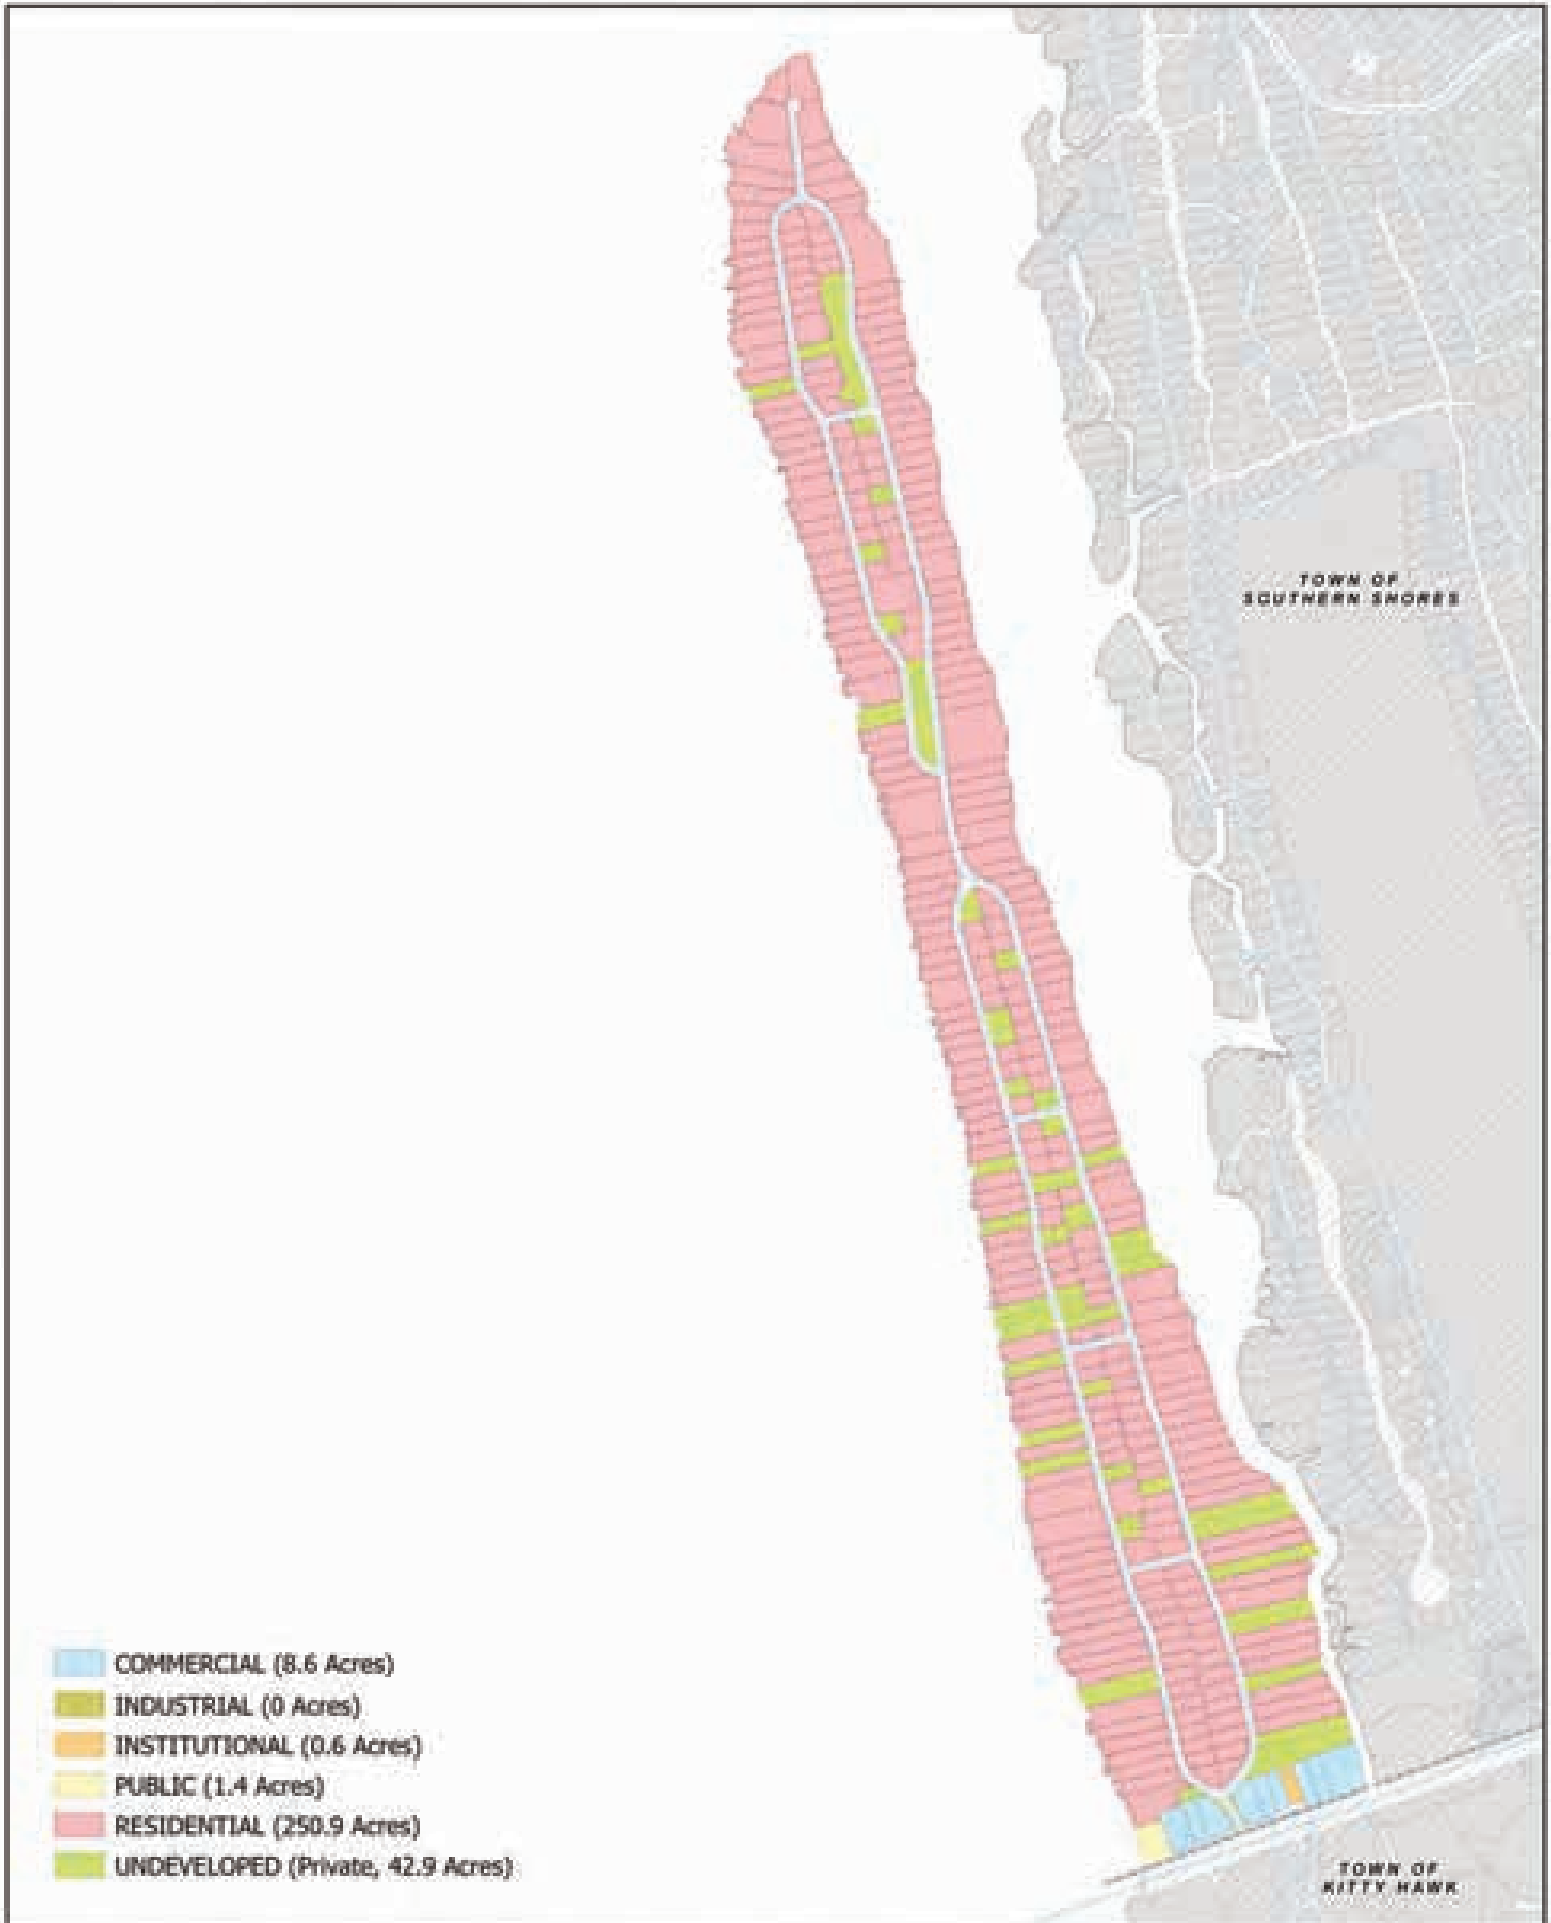 TOWN OF
SOUTHERN SHORES
COMMERCIAL (8.6 Acres)
INDUSTRIAL (0 Acres)
INSTITUTIONAL (0.6 Acres)
PUBLIC (1.4 Acres)
RESIDENTIAL (250.9 Acres)
UNDEVELOPED (Private, 42.9 Acres)
TOWN OF
KITTY HAWK